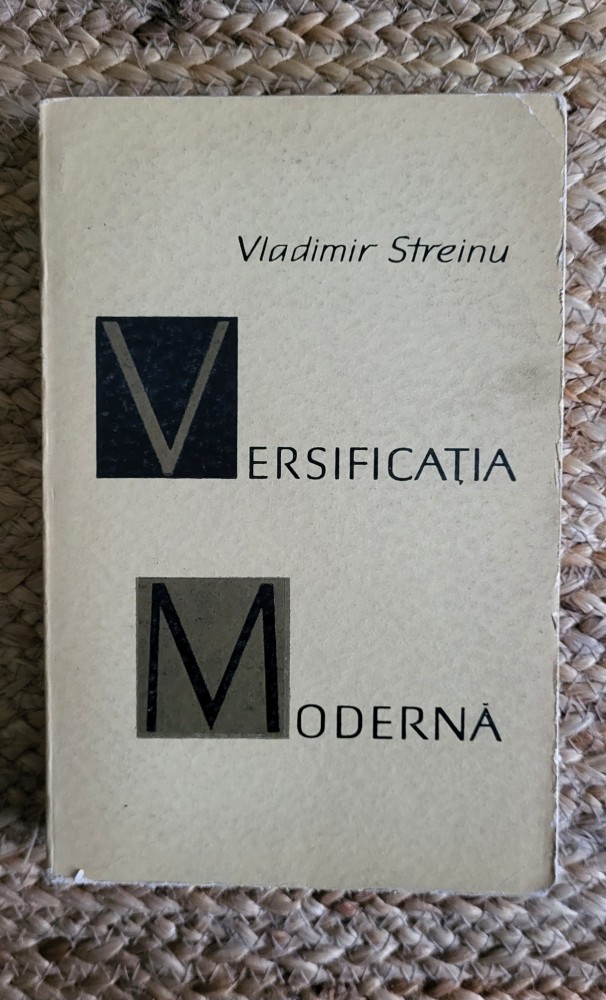 Vladimir Streinu
VERSIFICAȚIA
MODERNĂ